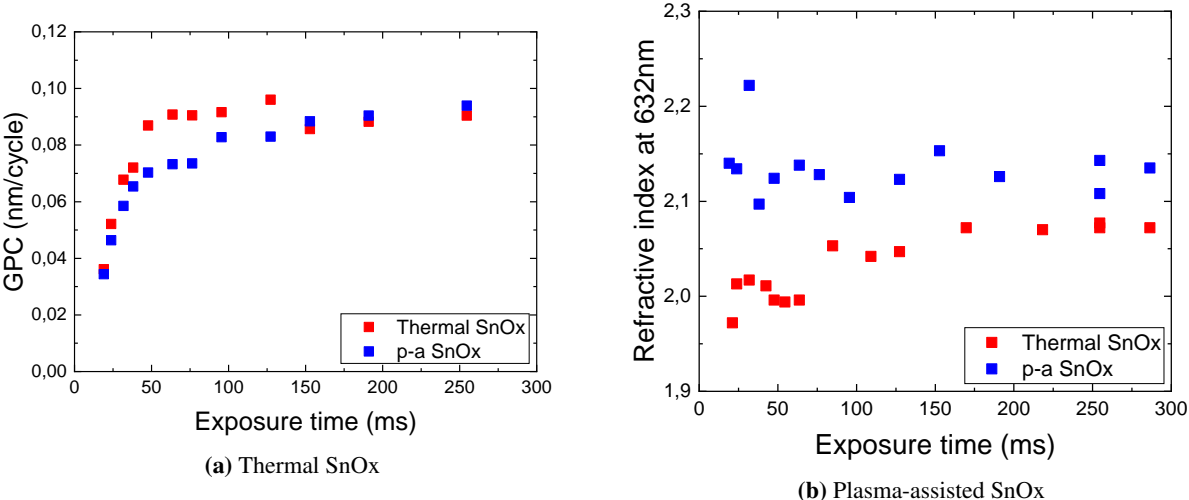 0,12
0,10
0,08
0,06
0,04
0,02
0,00
GPC (nm/cycle)
Thermal SnOx
p-a SnOx
0 50 100 150 200 250 300
Exposure time (ms)
(a) Thermal SnOx
2,3
2,2
2,1
2,0
1,9
Refractive index at 632nm
Thermal SnOx
p-a SnOx
0 50 100 150 200 250 300
Exposure time (ms)
(b) Plasma-assisted SnOx